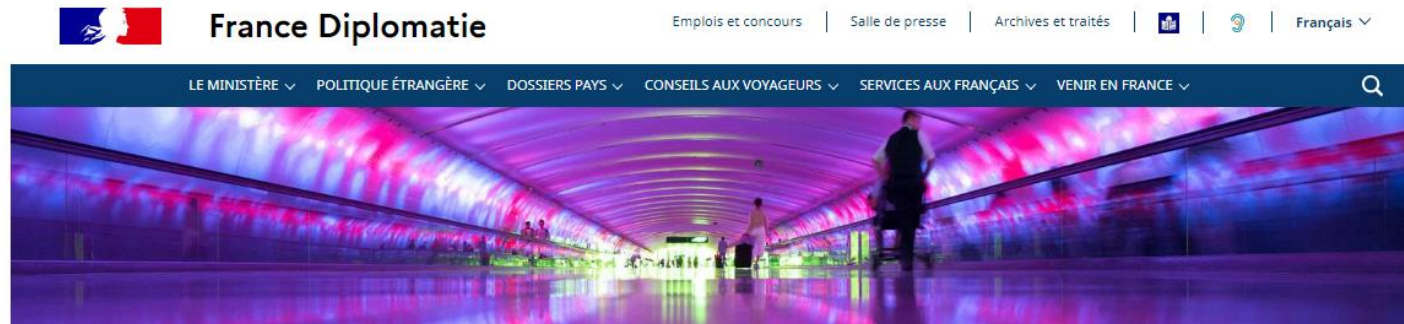 France Diplomatie
Emplois et concours
Salle de presse
Archives et traités
Français
LE MINISTÈRE
POLITIQUE ÉTRANGÈRE
DOSSIERS PAYS
CONSEILS AUX VOYAGEURS
SERVICES AUX FRANÇAIS
VENIR EN FRANCE